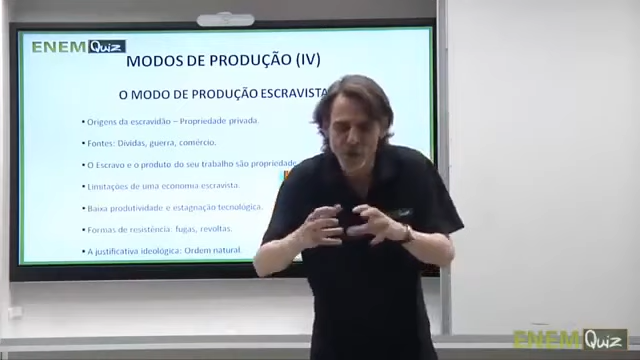 ENEM Quiz
MODOS DE PRODUÇÃO (IV)
O MODO DE PRODUÇÃO ESCRAVISTA
• Origens da escravidão – Propriedade privada.
• Fontes: Dívidas, guerra, comércio.
• O Escravo e o produto do seu trabalho são propriedade
• Limitações de uma economia escravista.
• Baixa produtividade e estagnação tecnológica.
• Formas de resistência: fugas, revoltas.
• A justificativa ideológica: Ordem natural.
ENEM Quiz